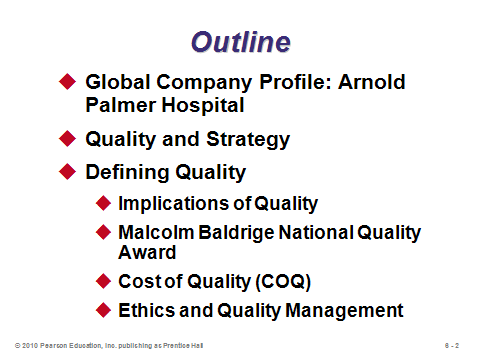 Outline
Global Company Profile: Arnold
Palmer Hospital
Quality and Strategy
Defining Quality
Implications of Quality
Malcolm Baldrige National Quality
Award
Cost of Quality (COQ)
Ethics and Quality Management
© 2010 Pearson Education, Inc. publishing as Prentice Hall
6 - 2